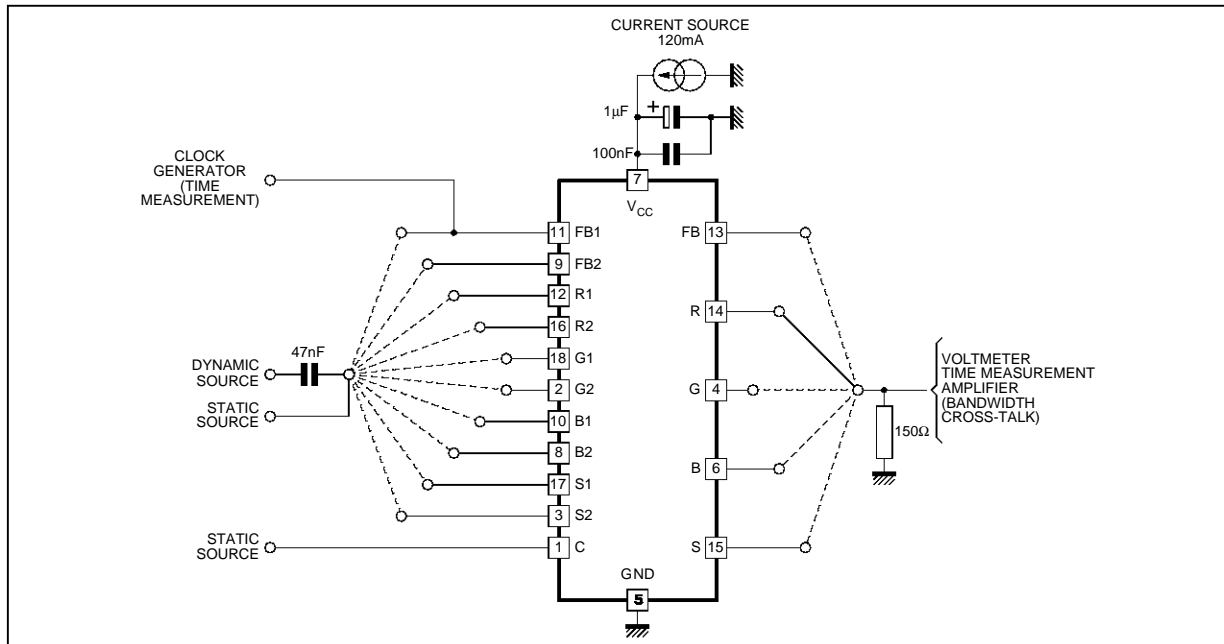 CURRENT SOURCE
120mA
1µF
+
100nF
7
V_CC
CLOCK
GENERATOR
(TIME
MEASUREMENT)
11 FB1
9 FB2
12 R1
16 R2
18 G1
2 G2
10 B1
8 B2
17 S1
3 S2
1 C
47nF
DYNAMIC
SOURCE
STATIC
SOURCE
STATIC
SOURCE
FB 13
R 14
G 4
B 6
S 15
GND
5
150Ω
VOLTMETER
TIME MEASUREMENT
AMPLIFIER
(BANDWIDTH
CROSS-TALK)